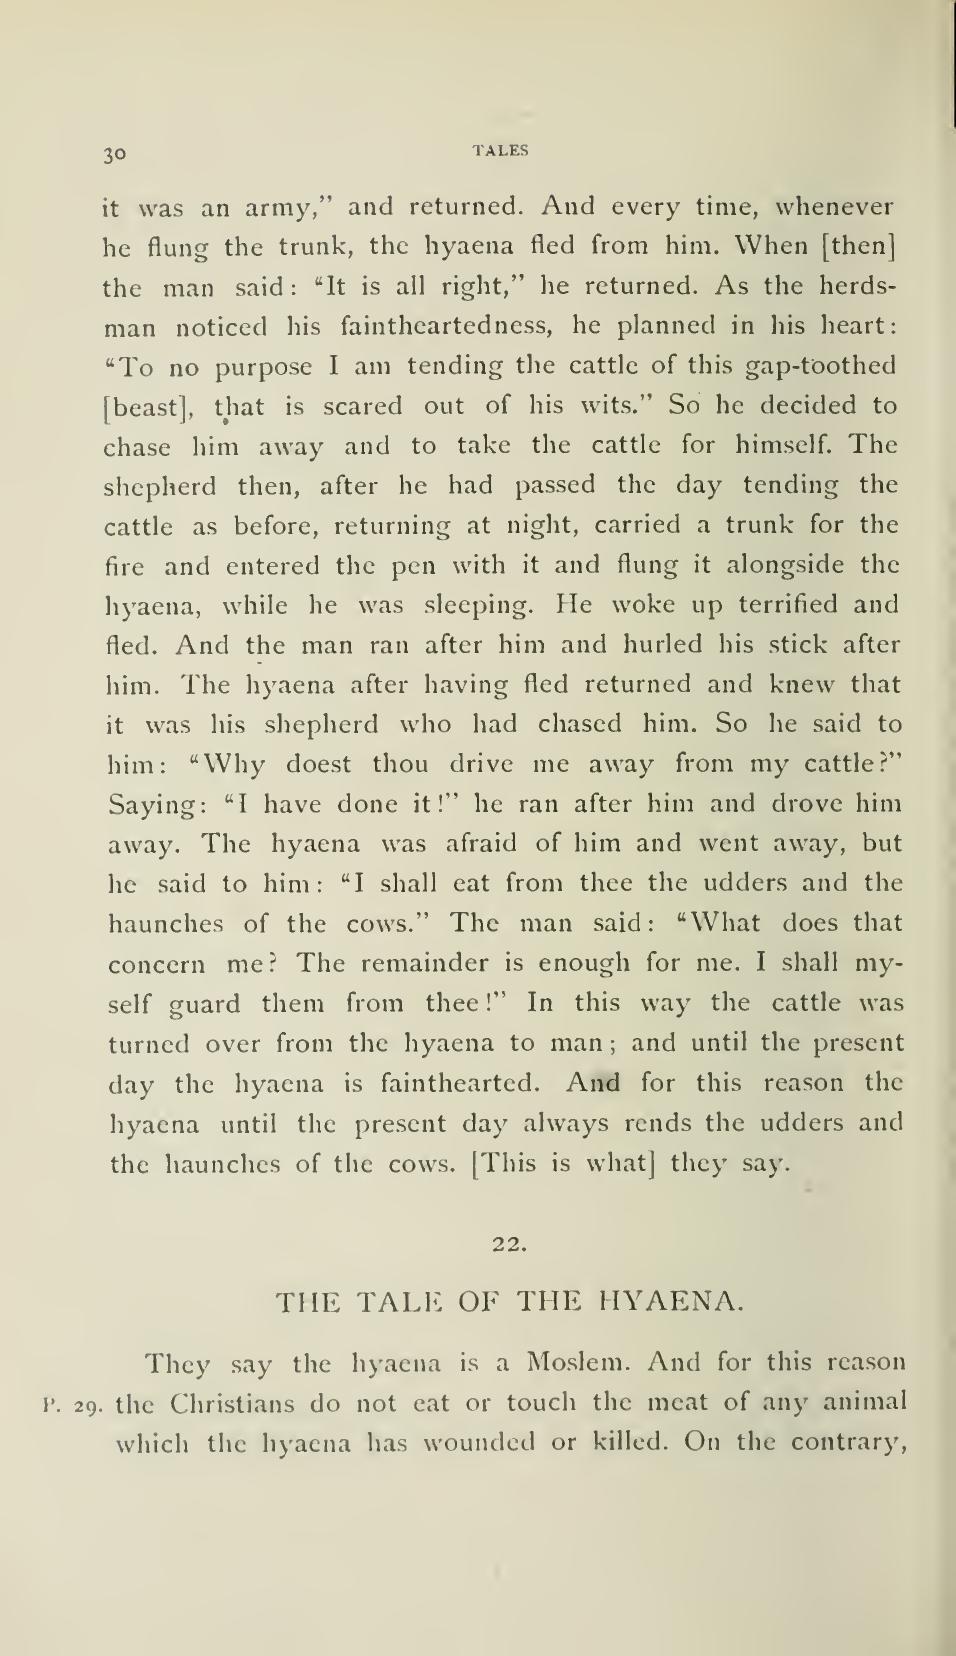 30 TALES
it was an army,” and returned. And every time, whenever
he flung the trunk, the hyaena fled from him. When [then]
the man said: “It is all right,” he returned. As the herds-
man noticed his faintheartedness, he planned in his heart:
“To no purpose I am tending the cattle of this gap-toothed
[beast], that is scared out of his wits.” So he decided to
chase him away and to take the cattle for himself. The
shepherd then, after he had passed the day tending the
cattle as before, returning at night, carried a trunk for the
fire and entered the pen with it and flung it alongside the
hyaena, while he was sleeping. He woke up terrified and
fled. And the man ran after him and hurled his stick after
him. The hyaena after having fled returned and knew that
it was his shepherd who had chased him. So he said to
him: “Why doest thou drive me away from my cattle?”
Saying: “I have done it!” he ran after him and drove him
away. The hyaena was afraid of him and went away, but
he said to him: “I shall eat from thee the udders and the
haunches of the cows.” The man said: “What does that
concern me? The remainder is enough for me. I shall my-
self guard them from thee!” In this way the cattle was
turned over from the hyaena to man; and until the present
day the hyaena is fainthearted. And for this reason the
hyaena until the present day always rends the udders and
the haunches of the cows. [This is what] they say.
22.
THE TALE OF THE HYAENA.
They say the hyaena is a Moslem. And for this reason
P. 29. the Christians do not eat or touch the meat of any animal
which the hyaena has wounded or killed. On the contrary,